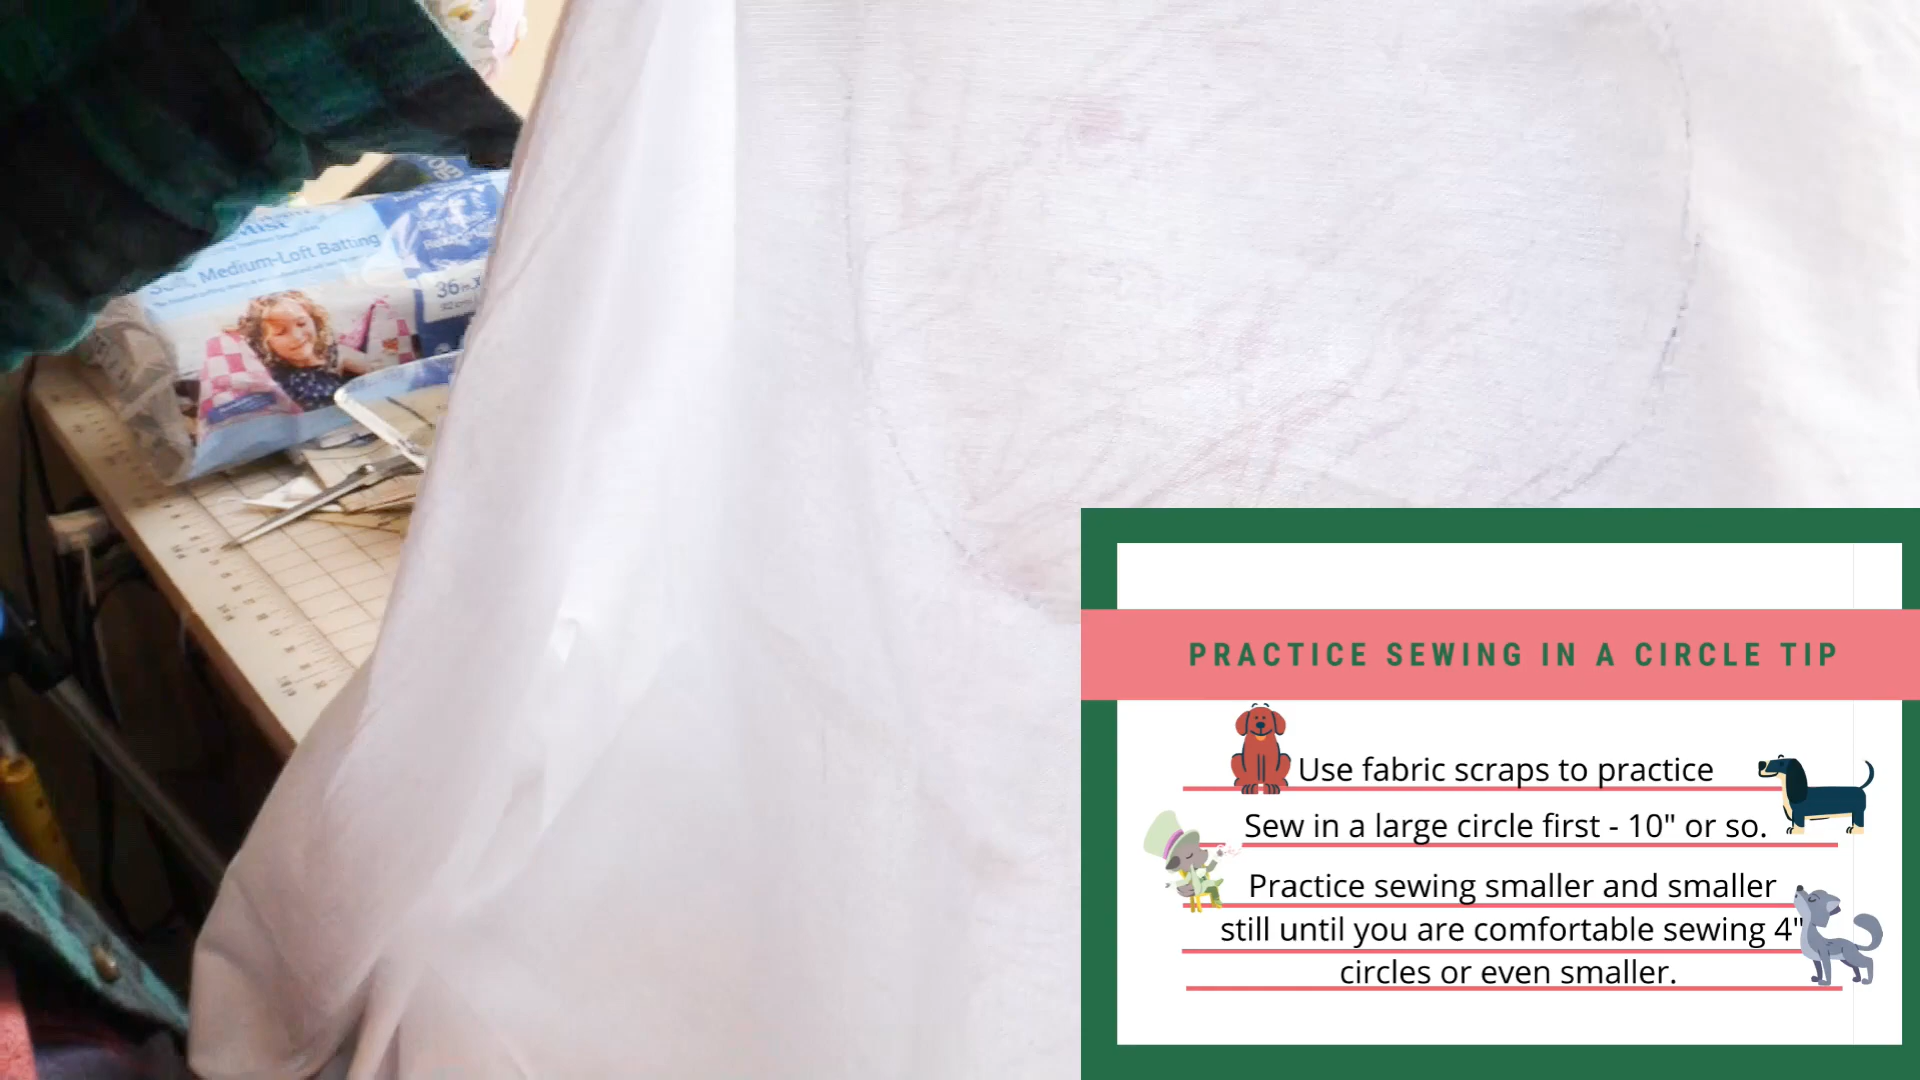 Medium-Loft Batting
36in
PRACTICE SEWING IN A CIRCLE TIP
Use fabric scraps to practice
Sew in a large circle first - 10" or so.
Practice sewing smaller and smaller
still until you are comfortable sewing 4"
circles or even smaller.